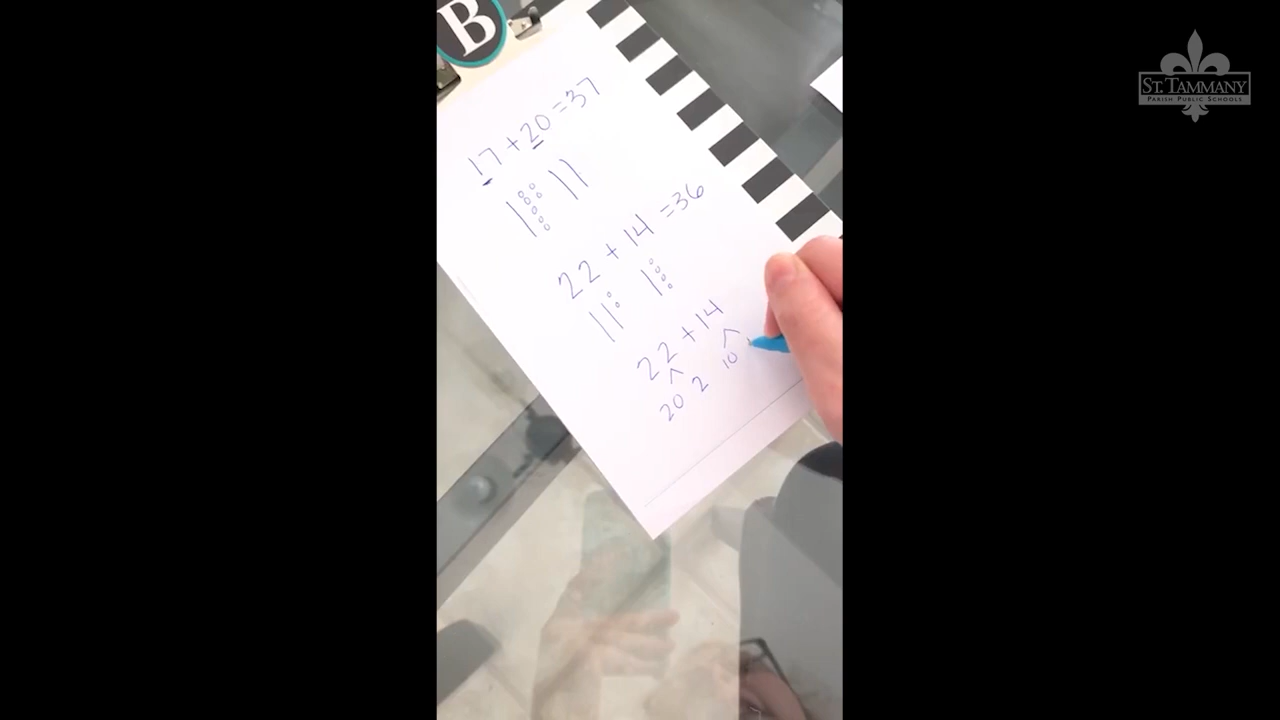 B
17 + 20 = 37
22 + 14 = 36
22 + 14
20 2 10
ST. TAMMANY
PARISH PUBLIC SCHOOLS